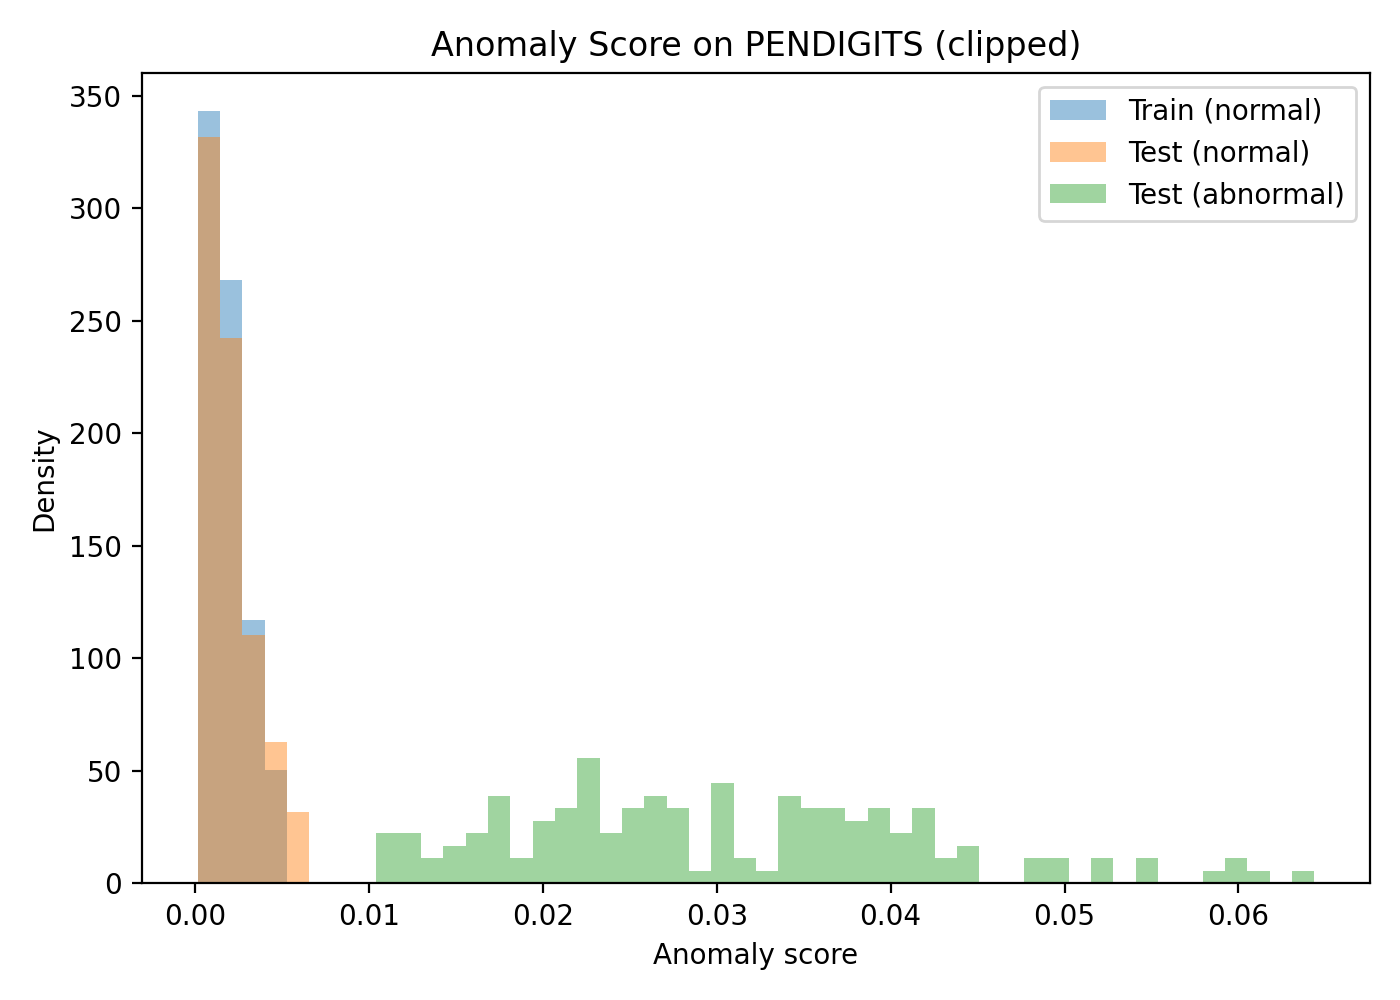 Anomaly Score on PENDIGITS (clipped)
Train (normal)
Test (normal)
Test (abnormal)
Density
350
300
250
200
150
100
50
0
0.00 0.01 0.02 0.03 0.04 0.05 0.06
Anomaly score